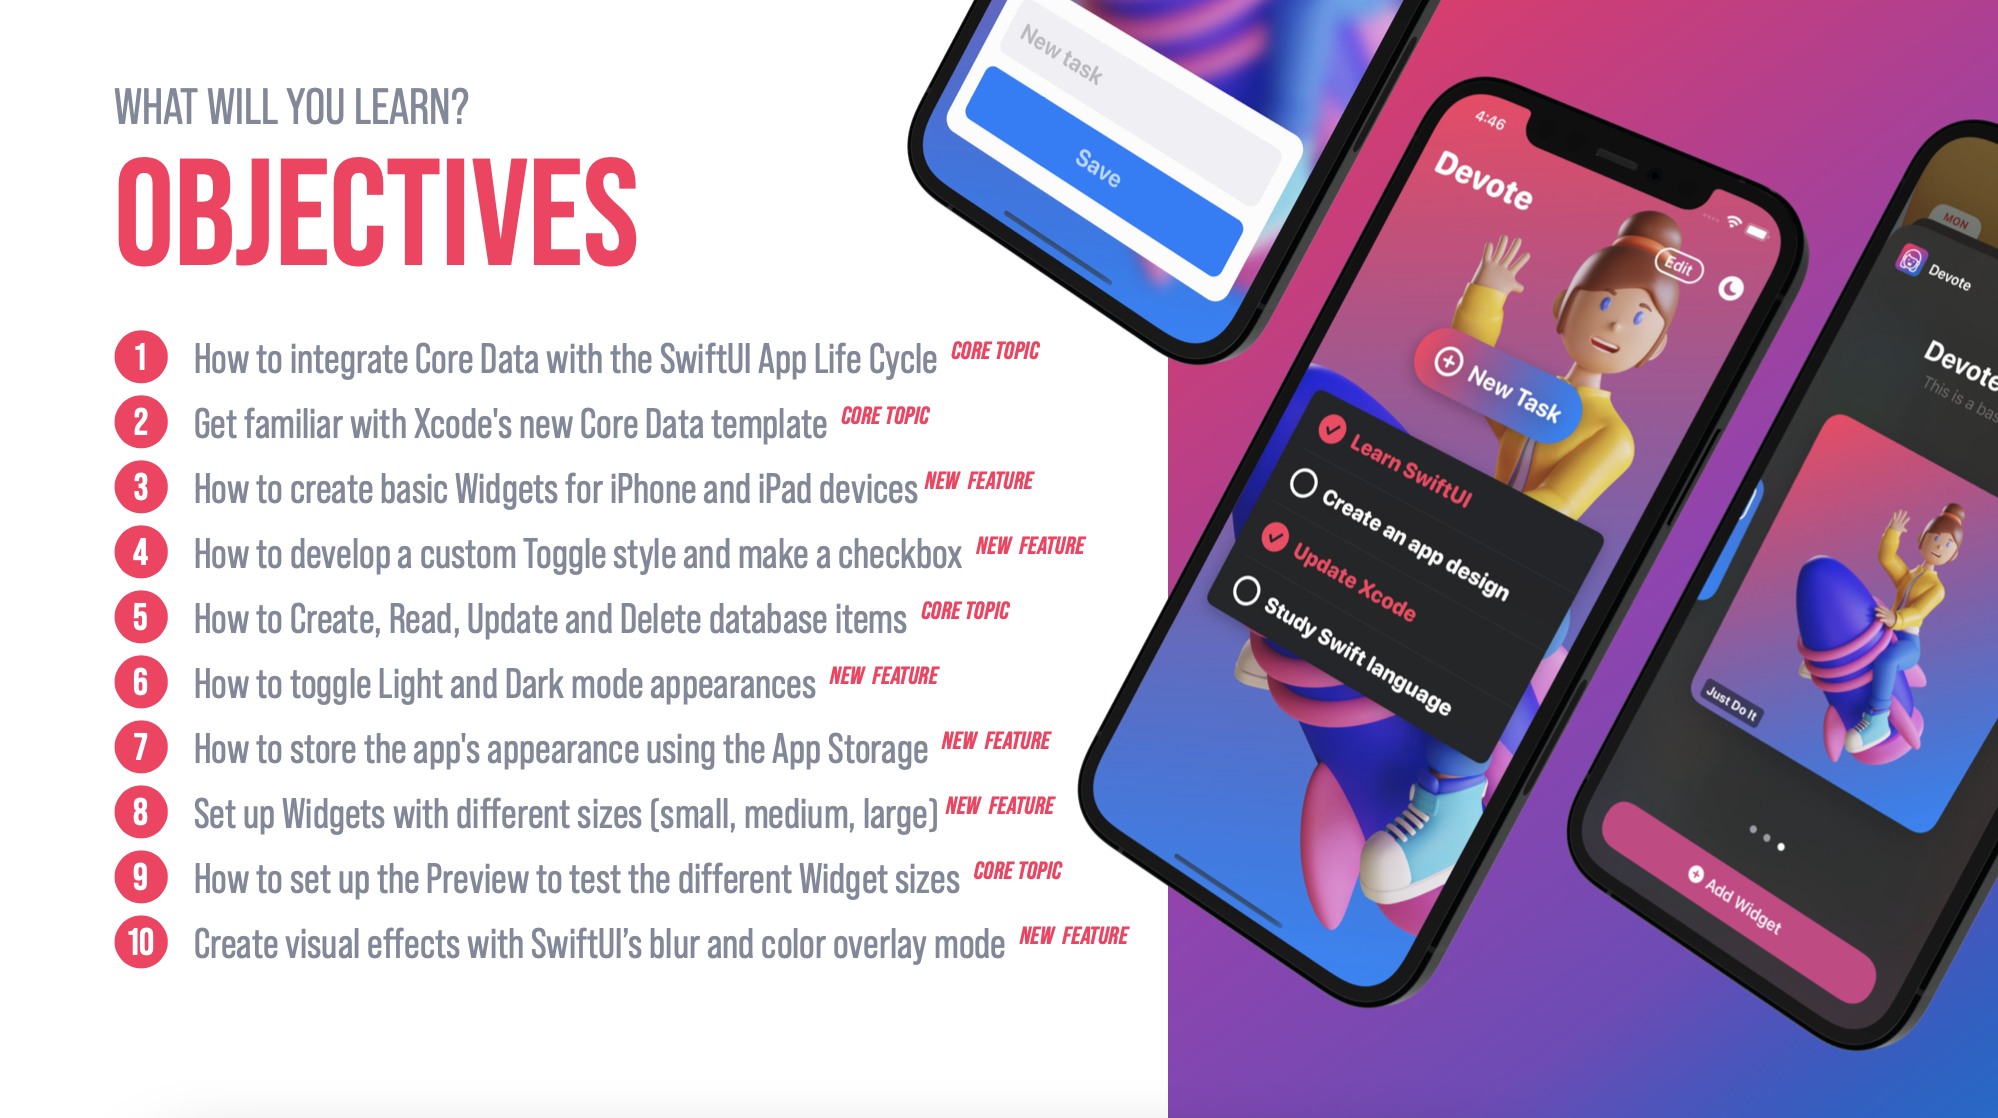 WHAT WILL YOU LEARN?
OBJECTIVES
1 How to integrate Core Data with the SwiftUI App Life Cycle CORE TOPIC
2 Get familiar with Xcode's new Core Data template CORE TOPIC
3 How to create basic Widgets for iPhone and iPad devices NEW FEATURE
4 How to develop a custom Toggle style and make a checkbox NEW FEATURE
5 How to Create, Read, Update and Delete database items CORE TOPIC
6 How to toggle Light and Dark mode appearances NEW FEATURE
7 How to store the app's appearance using the App Storage NEW FEATURE
8 Set up Widgets with different sizes (small, medium, large) NEW FEATURE
9 How to set up the Preview to test the different Widget sizes CORE TOPIC
10 Create visual effects with SwiftUI’s blur and color overlay mode NEW FEATURE
New task
Save
4:46
Devote
Edit
New Task
Learn SwiftUI
Create an app design
Update Xcode
Study Swift language
MON
Devote
Devote
This is a bas
Just Do It
Add Widget